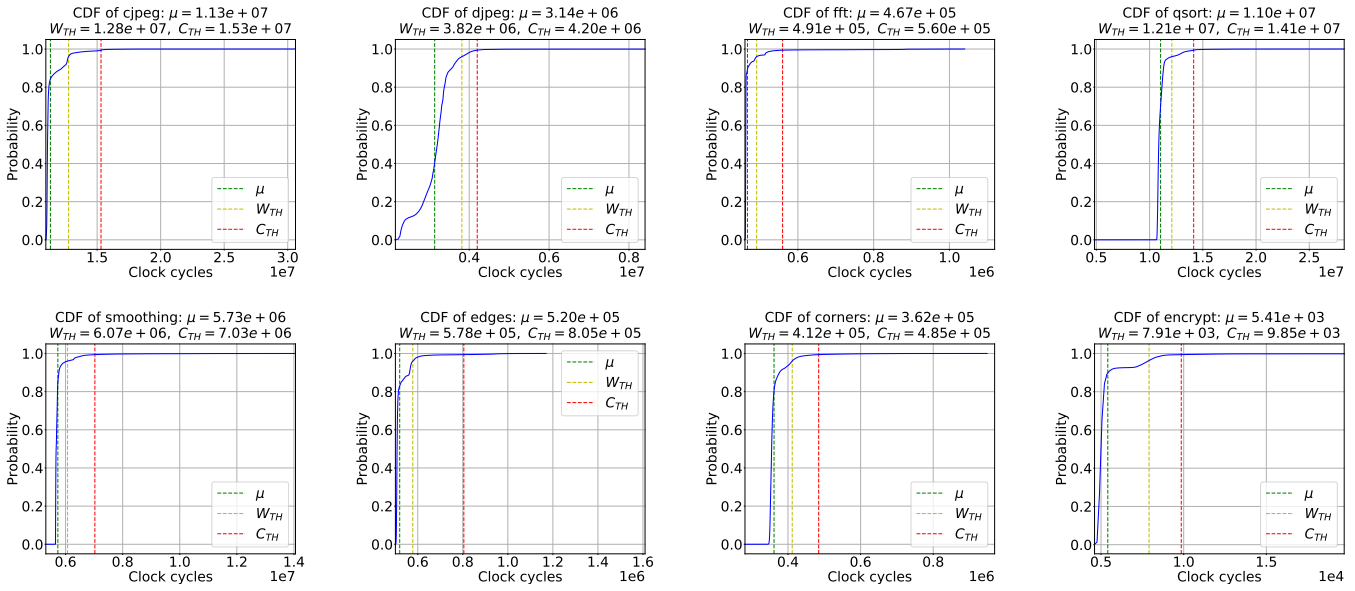 CDF of cjpeg: μ = 1.13e + 07
W_TH = 1.28e + 07, C_TH = 1.53e + 07
1.0
0.8
0.6
0.4
0.2
0.0
Probability
μ
W_TH
C_TH
1.5 2.0 2.5 3.0
Clock cycles 1e7
CDF of djpeg: μ = 3.14e + 06
W_TH = 3.82e + 06, C_TH = 4.20e + 06
1.0
0.8
0.6
0.4
0.2
0.0
Probability
μ
W_TH
C_TH
0.4 0.6 0.8
Clock cycles 1e7
CDF of fft: μ = 4.67e + 05
W_TH = 4.91e + 05, C_TH = 5.60e + 05
1.0
0.8
0.6
0.4
0.2
0.0
Probability
μ
W_TH
C_TH
0.6 0.8 1.0
Clock cycles 1e6
CDF of qsort: μ = 1.10e + 07
W_TH = 1.21e + 07, C_TH = 1.41e + 07
1.0
0.8
0.6
0.4
0.2
0.0
Probability
μ
W_TH
C_TH
0.5 1.0 1.5 2.0 2.5
Clock cycles 1e7
CDF of smoothing: μ = 5.73e + 06
W_TH = 6.07e + 06, C_TH = 7.03e + 06
1.0
0.8
0.6
0.4
0.2
0.0
Probability
μ
W_TH
C_TH
0.6 0.8 1.0 1.2 1.4
Clock cycles 1e7
CDF of edges: μ = 5.20e + 05
W_TH = 5.78e + 05, C_TH = 8.05e + 05
1.0
0.8
0.6
0.4
0.2
0.0
Probability
μ
W_TH
C_TH
0.6 0.8 1.0 1.2 1.4 1.6
Clock cycles 1e6
CDF of corners: μ = 3.62e + 05
W_TH = 4.12e + 05, C_TH = 4.85e + 05
1.0
0.8
0.6
0.4
0.2
0.0
Probability
μ
W_TH
C_TH
0.4 0.6 0.8
Clock cycles 1e6
CDF of encrypt: μ = 5.41e + 03
W_TH = 7.91e + 03, C_TH = 9.85e + 03
1.0
0.8
0.6
0.4
0.2
0.0
Probability
μ
W_TH
C_TH
0.5 1.0 1.5
Clock cycles 1e4